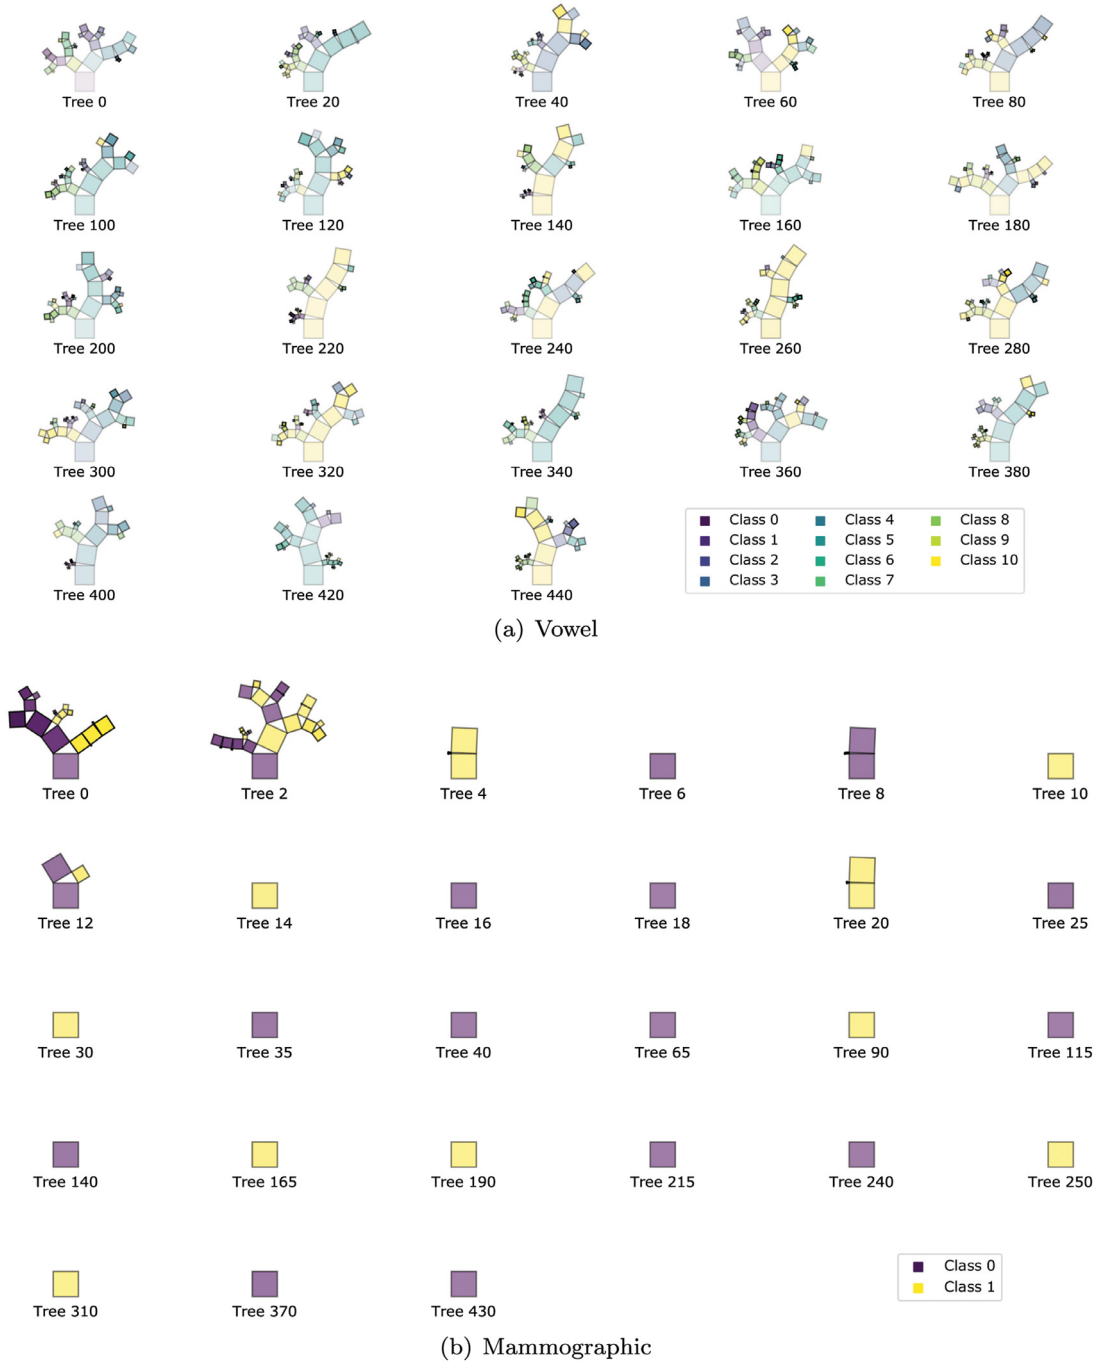 Tree 0 Tree 20 Tree 40 Tree 60 Tree 80
Tree 100 Tree 120 Tree 140 Tree 160 Tree 180
Tree 200 Tree 220 Tree 240 Tree 260 Tree 280
Tree 300 Tree 320 Tree 340 Tree 360 Tree 380
Tree 400 Tree 420 Tree 440
Class 0 Class 4 Class 8
Class 1 Class 5 Class 9
Class 2 Class 6 Class 10
Class 3 Class 7
(a) Vowel
Tree 0 Tree 2 Tree 4 Tree 6 Tree 8 Tree 10
Tree 12 Tree 14 Tree 16 Tree 18 Tree 20 Tree 25
Tree 30 Tree 35 Tree 40 Tree 65 Tree 90 Tree 115
Tree 140 Tree 165 Tree 190 Tree 215 Tree 240 Tree 250
Class 0
Class 1
Tree 310 Tree 370 Tree 430
(b) Mammographic